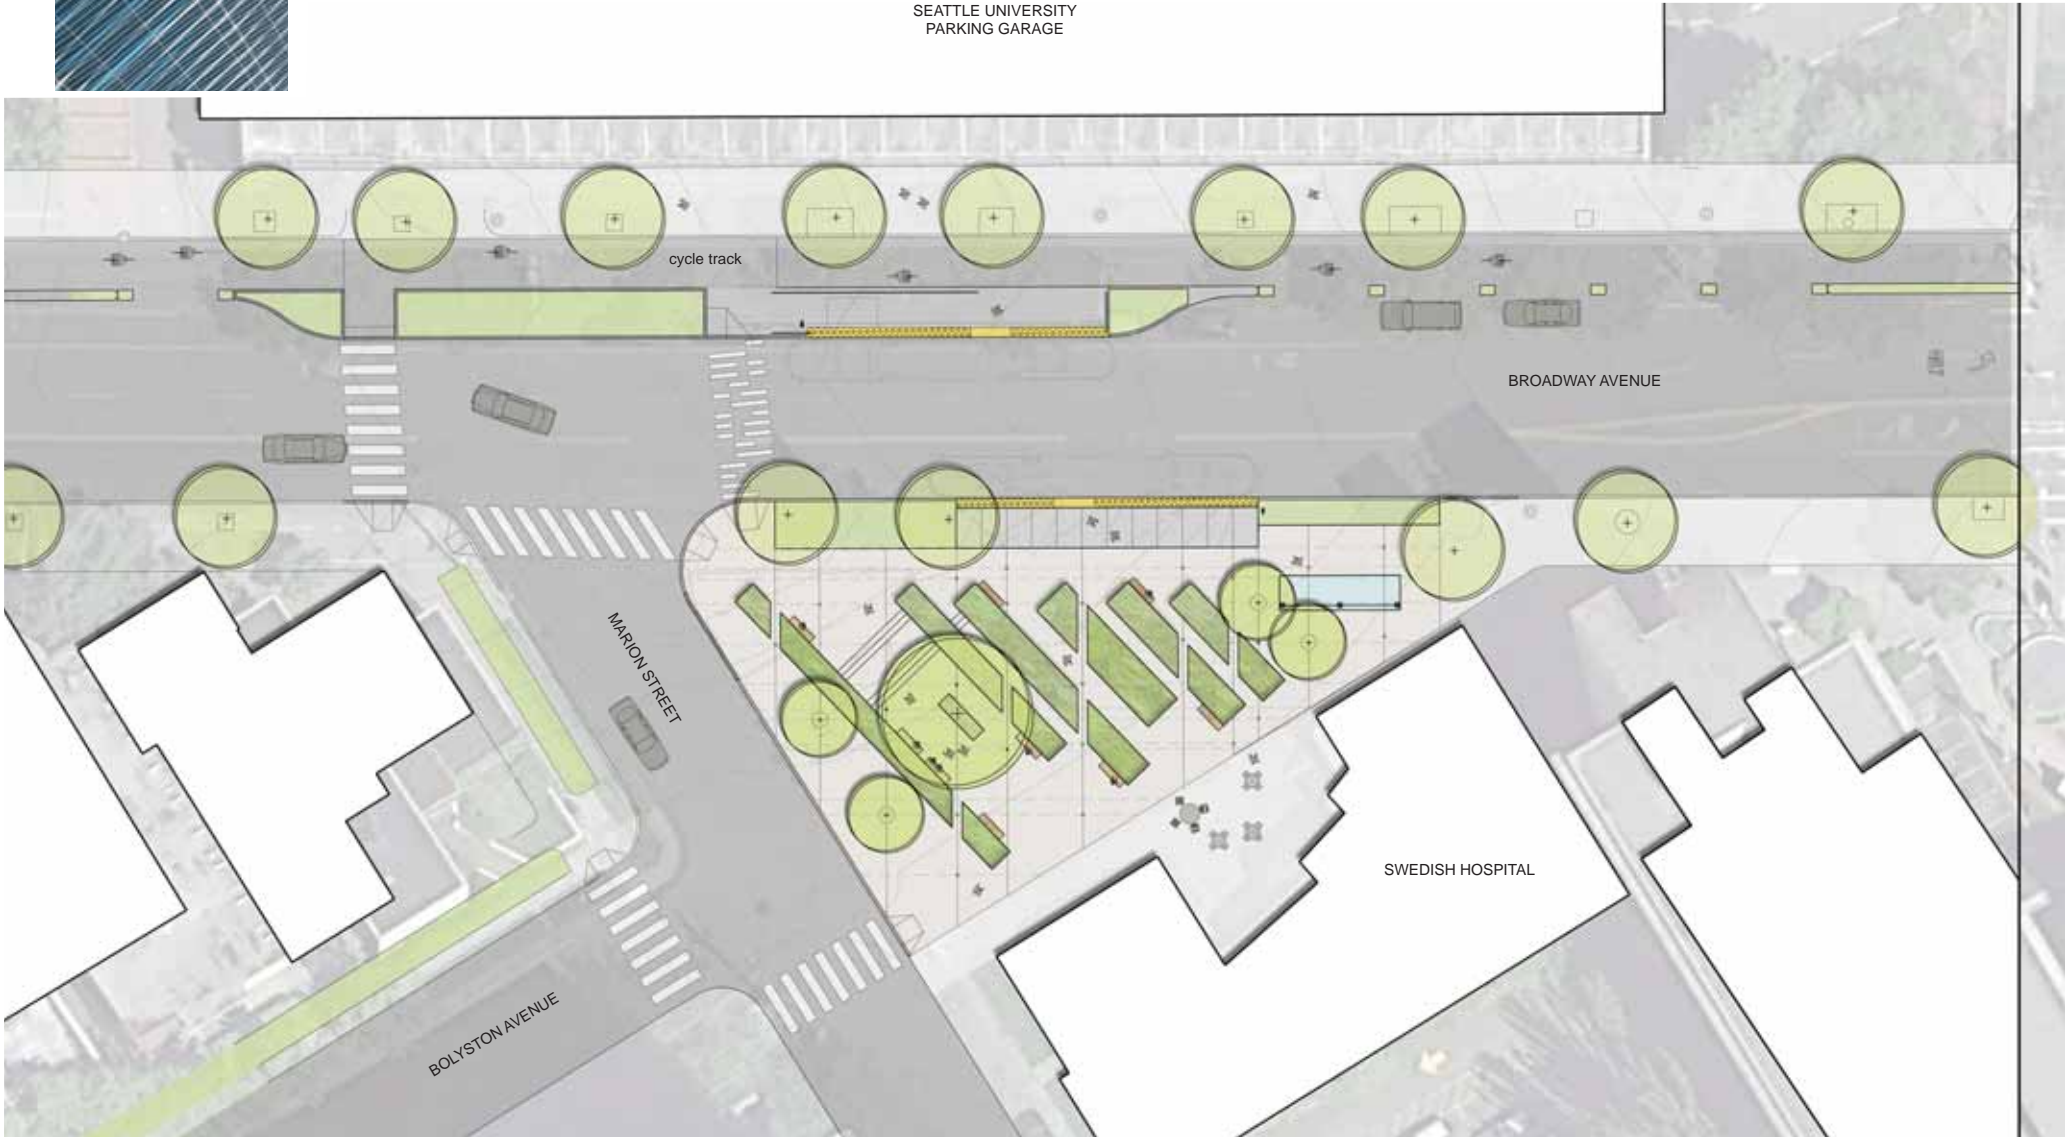 SEATTLE UNIVERSITY
PARKING GARAGE
cycle track
BROADWAY AVENUE
MARION STREET
SWEDISH HOSPITAL
BOLYSTON AVENUE